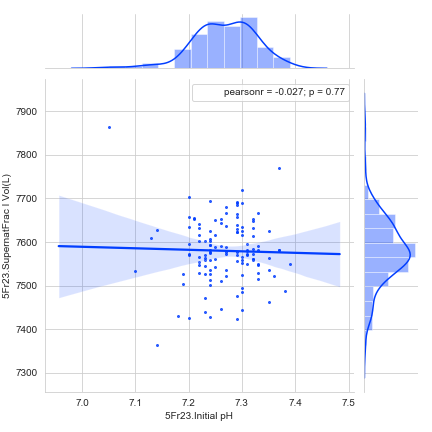 pearsonr = -0.027; p = 0.77
7900
7800
7700
7600
7500
7400
7300
5Fr23.SupernatFrac I Vol(L)
7.0 7.1 7.2 7.3 7.4 7.5
5Fr23.Initial pH